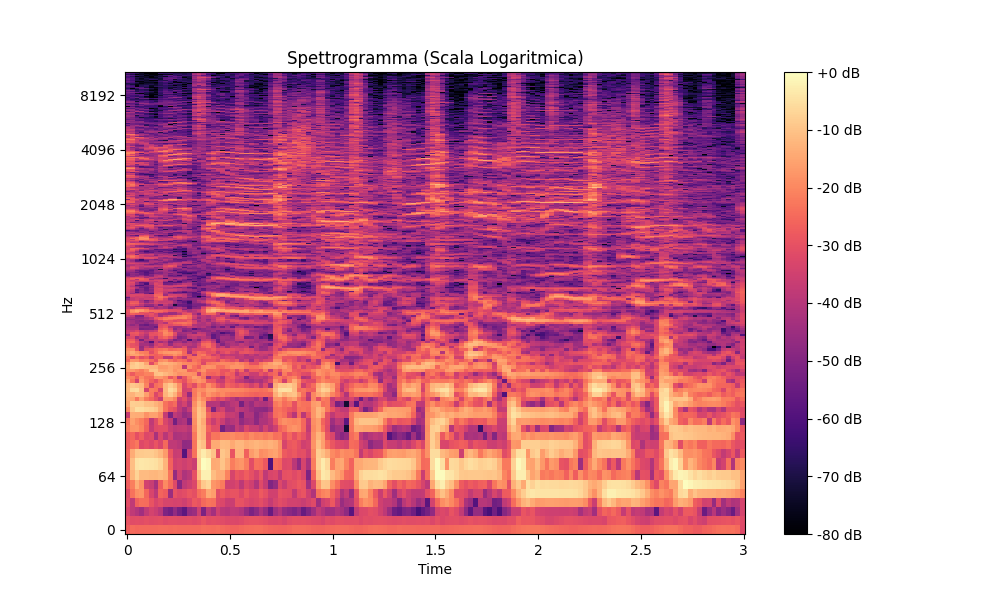 Spettrogramma (Scala Logaritmica)
Hz
8192
4096
2048
1024
512
256
128
64
0
0
0.5
1
1.5
2
2.5
3
Time
+0 dB
-10 dB
-20 dB
-30 dB
-40 dB
-50 dB
-60 dB
-70 dB
-80 dB